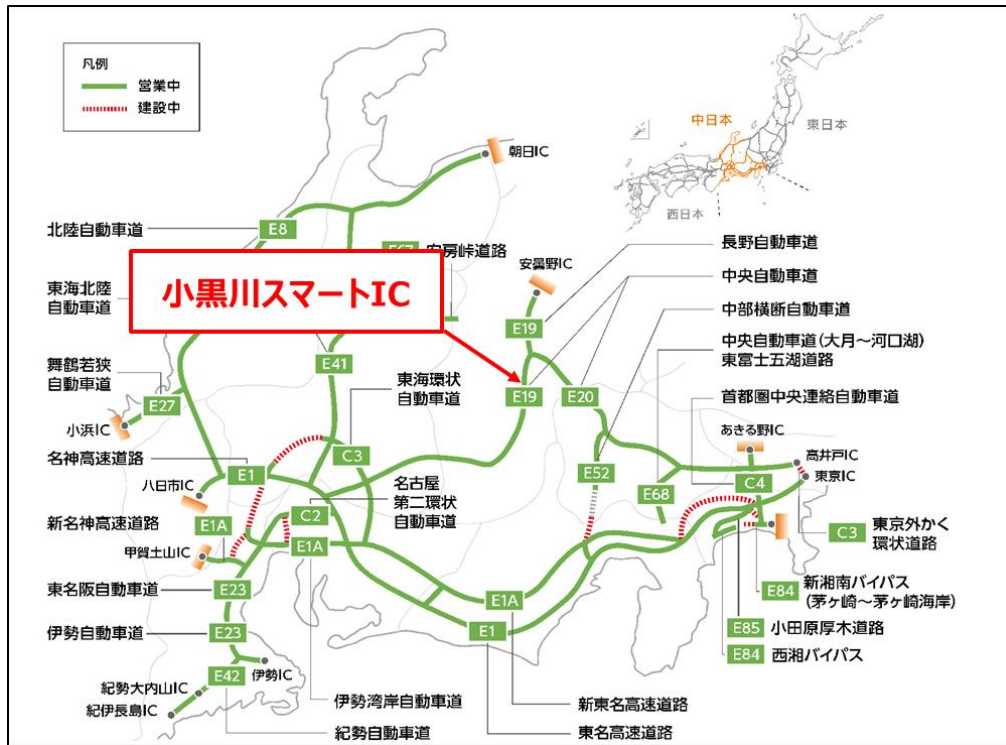 凡例
営業中
建設中
中日本
東日本
西日本
朝日IC
北陸自動車道
E8
安房峠道路
安曇野IC
長野自動車道
小黒川スマートIC
中央自動車道
東海北陸
自動車道
E19
中部横断自動車道
E41
中央自動車道(大月～河口湖)
東富士五湖道路
舞鶴若狭
自動車道
東海環状
自動車道
E19
E20
首都圏中央連絡自動車道
E27
小浜IC
あきる野IC
名神高速道路
C3
高井戸IC
E1
E52
C4
東京IC
八日市IC
名古屋
第二環状
自動車道
E68
新名神高速道路
E1A
C2
C3
東京外かく
環状道路
甲賀土山IC
E1A
東名阪自動車道
E23
E1A
E84
新湘南バイパス
(茅ヶ崎～茅ヶ崎海岸)
伊勢自動車道
E23
E1
E85
小田原厚木道路
E84
西湘バイパス
E42
伊勢IC
紀勢大内山IC
紀伊長島IC
伊勢湾岸自動車道
新東名高速道路
紀勢自動車道
東名高速道路